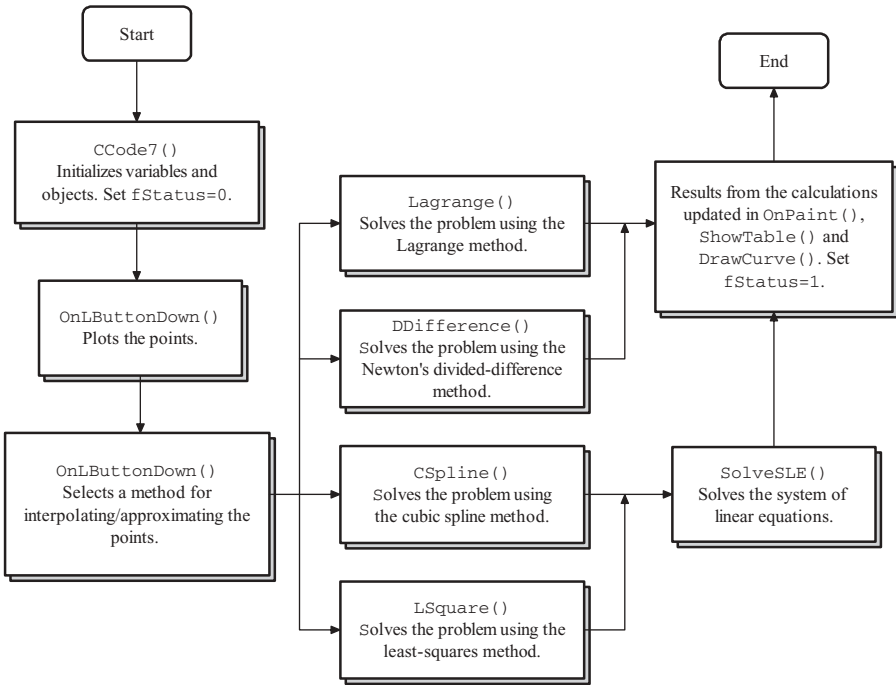 Start
CCode7()
Initializes variables and
objects. Set fStatus=0.
OnLButtonDown()
Plots the points.
OnLButtonDown()
Selects a method for
interpolating/approximating the
points.
Lagrange()
Solves the problem using the
Lagrange method.
DDifference()
Solves the problem using the
Newton's divided-difference
method.
CSpline()
Solves the problem using
the cubic spline method.
LSquare()
Solves the problem using the
least-squares method.
SolveSLE()
Solves the system of
linear equations.
Results from the calculations
updated in OnPaint(),
ShowTable() and
DrawCurve(). Set
fStatus=1.
End